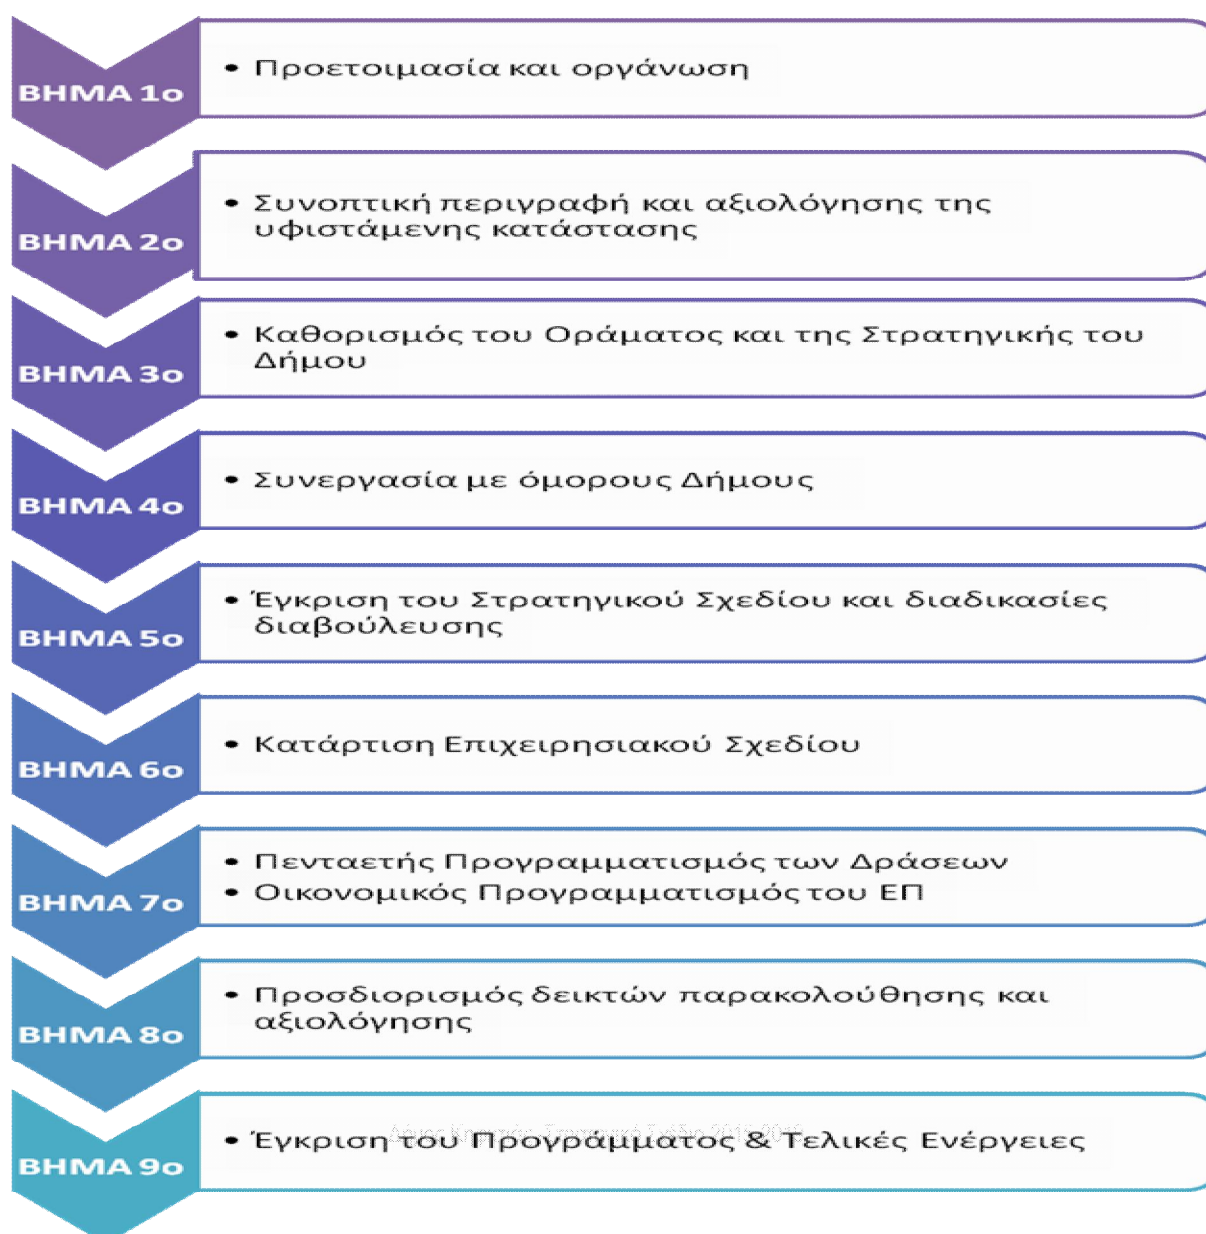 ΒΗΜΑ 1ο
• Προετοιμασία και οργάνωση
ΒΗΜΑ 2ο
• Συνοπτική περιγραφή και αξιολόγησης της
υφιστάμενης κατάστασης
ΒΗΜΑ 3ο
• Καθορισμός του Οράματος και της Στρατηγικής του
Δήμου
ΒΗΜΑ 4ο
• Συνεργασία με όμορους Δήμους
ΒΗΜΑ 5ο
• Έγκριση του Στρατηγικού Σχεδίου και διαδικασίες
διαβούλευσης
ΒΗΜΑ 6ο
• Κατάρτιση Επιχειρησιακού Σχεδίου
ΒΗΜΑ 7ο
• Πενταετής Προγραμματισμός των Δράσεων
• Οικονομικός Προγραμματισμός του ΕΠ
ΒΗΜΑ 8ο
• Προσδιορισμός δεικτών παρακολούθησης και
αξιολόγησης
ΒΗΜΑ 9ο
• Έγκριση του Προγράμματος & Τελικές Ενέργειες